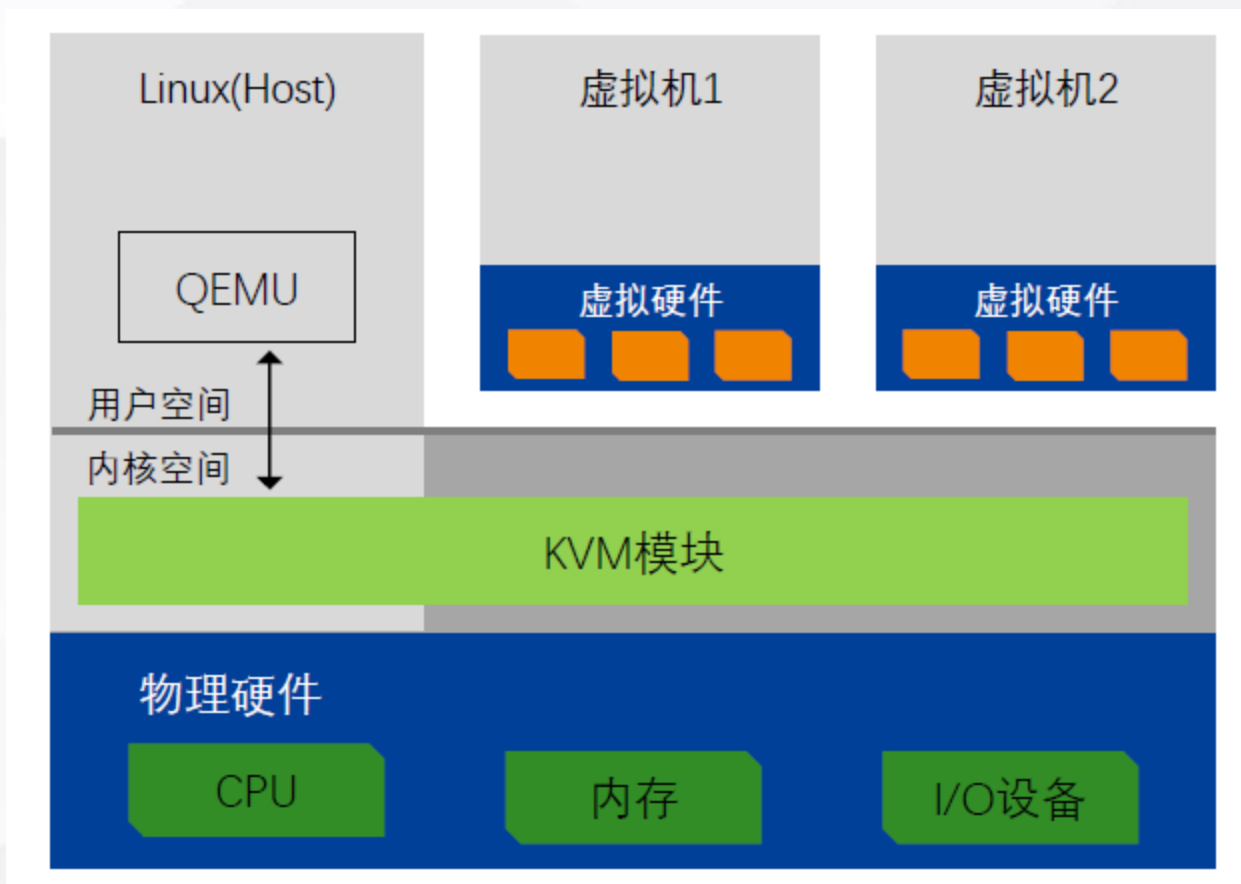 Linux(Host)
虚拟机1
虚拟机2
QEMU
虚拟硬件
虚拟硬件
用户空间
内核空间
KVM模块
物理硬件
CPU
内存
I/O设备